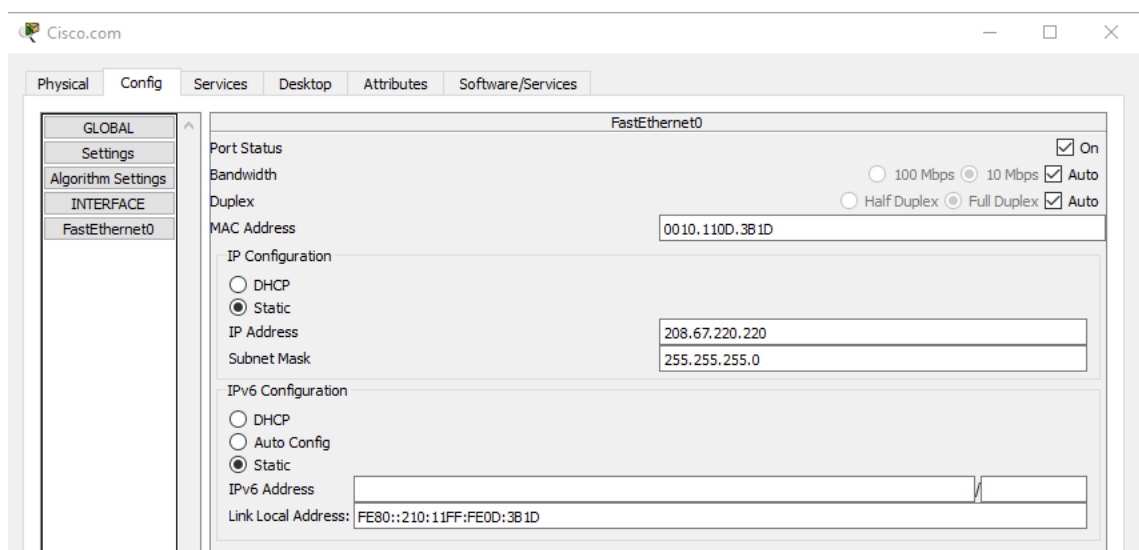 Cisco.com
Physical Config Services Desktop Attributes Software/Services
GLOBAL
Settings
Algorithm Settings
INTERFACE
FastEthernet0
FastEthernet0
Port Status On
Bandwidth 100 Mbps 10 Mbps Auto
Duplex Half Duplex Full Duplex Auto
MAC Address 0010.110D.3B1D
IP Configuration
DHCP
Static
IP Address 208.67.220.220
Subnet Mask 255.255.255.0
IPv6 Configuration
DHCP
Auto Config
Static
IPv6 Address /
Link Local Address: FE80::210:11FF:FE0D:3B1D